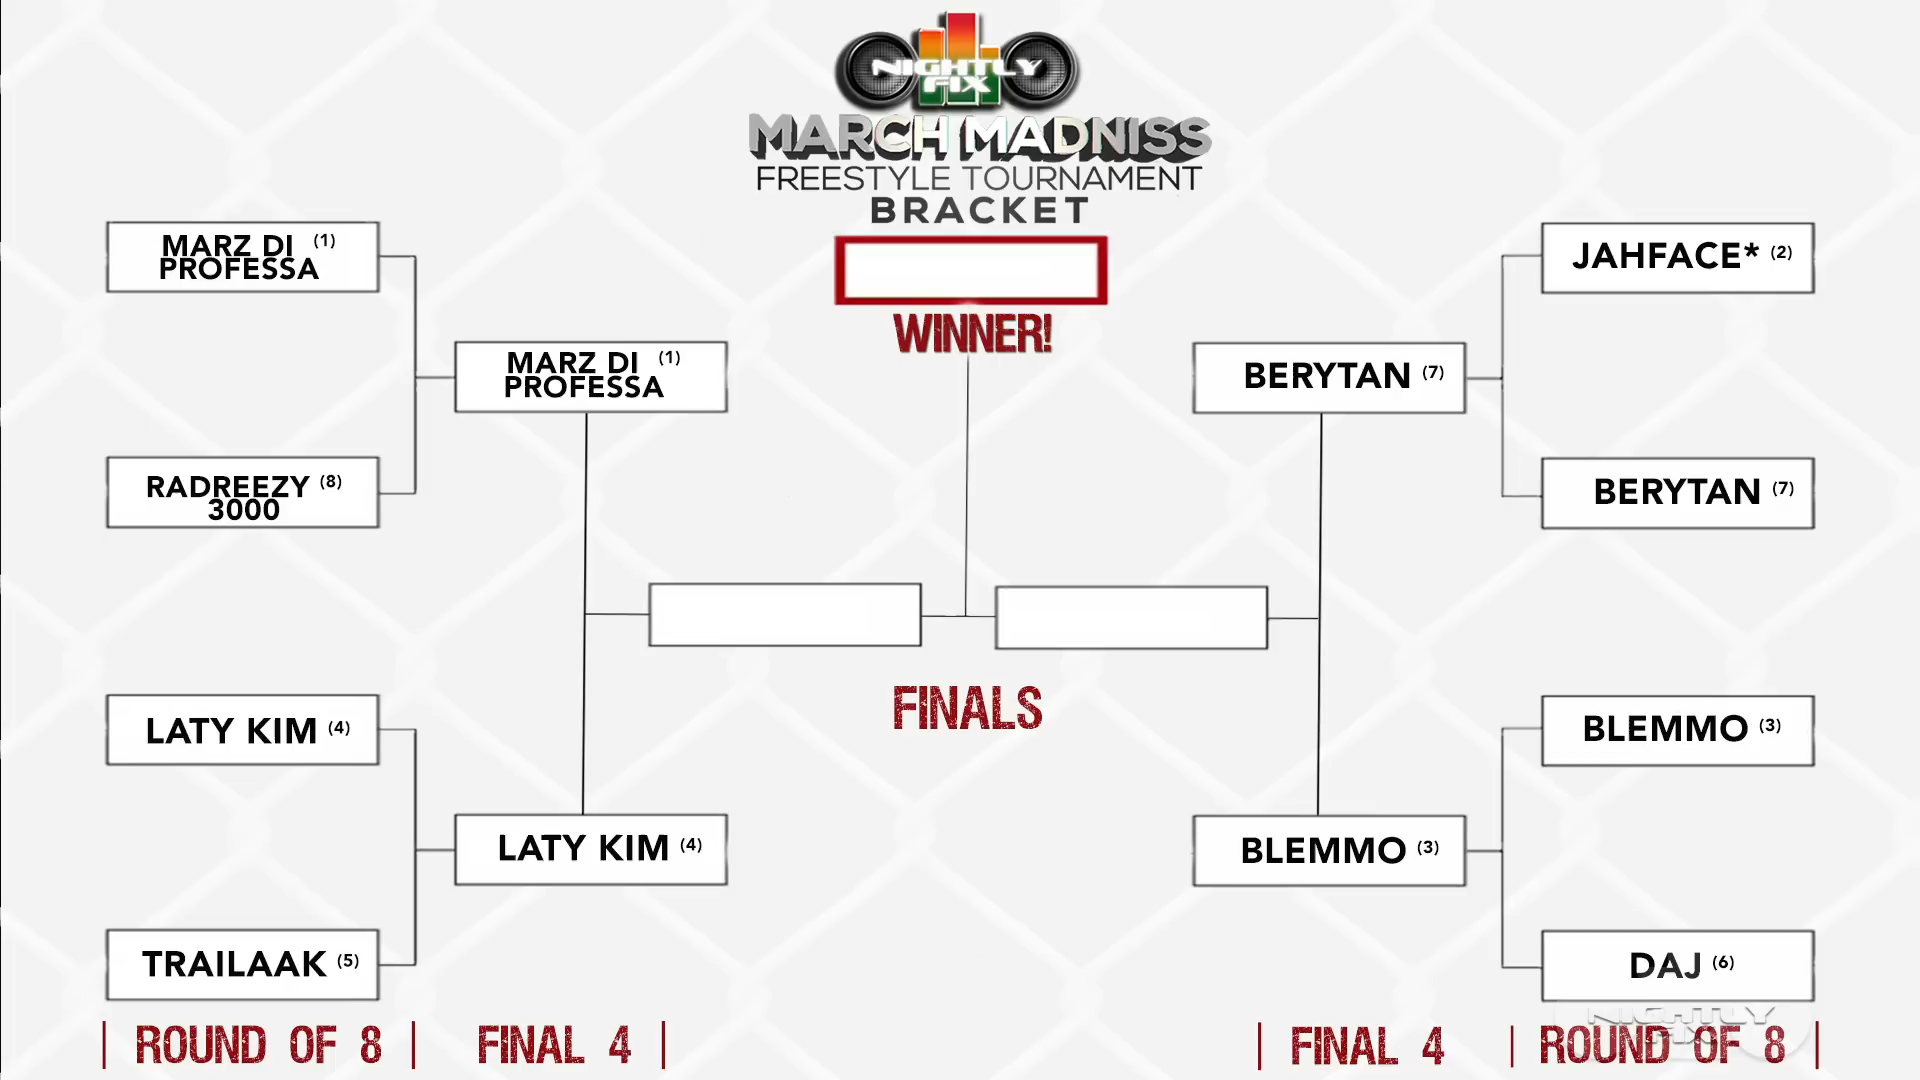 NIGHTLY
FIX
MARCH MADNISS
FREESTYLE TOURNAMENT
BRACKET
WINNER!
MARZ DI (1)
PROFESSA
RADREEZY (8)
3000
LATY KIM (4)
TRAILAAK (5)
MARZ DI (1)
PROFESSA
LATY KIM (4)
FINALS
BERYTAN (7)
BLEMMO (3)
JAHFACE* (2)
BERYTAN (7)
BLEMMO (3)
DAJ (6)
NIGHTLY
FIX
| ROUND OF 8 | FINAL 4 |
| FINAL 4 | ROUND OF 8 |